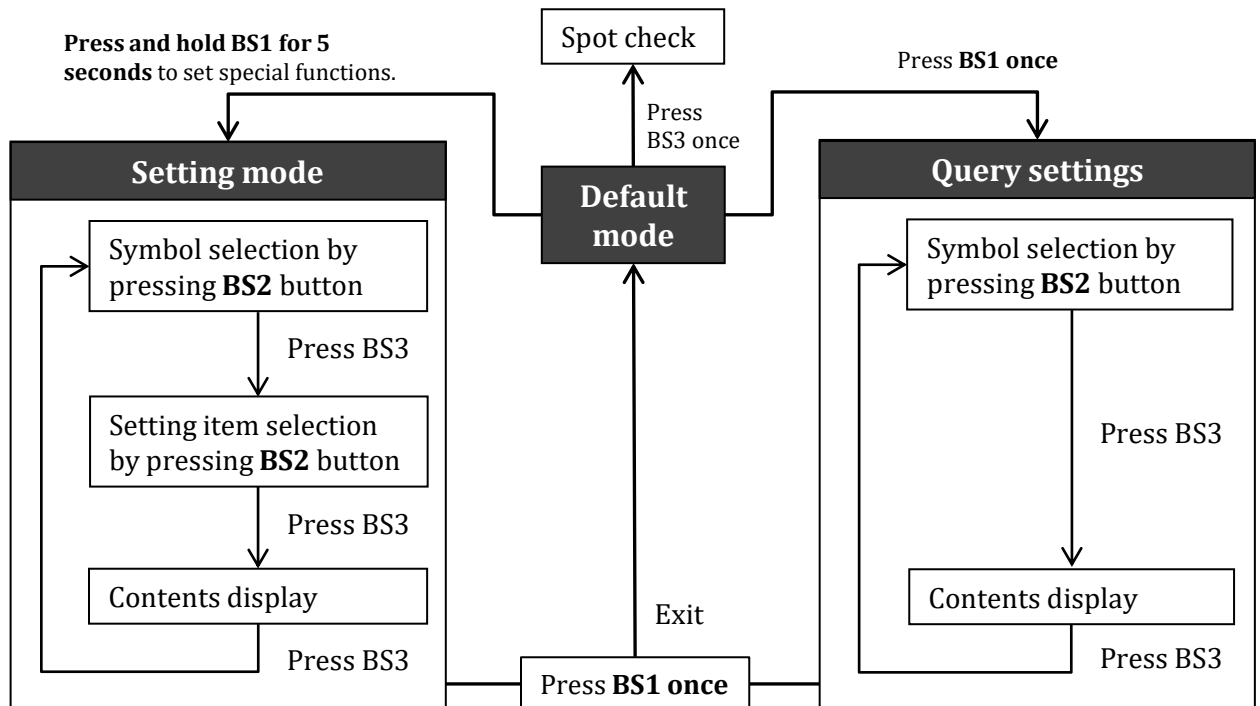 Press and hold BS1 for 5
seconds to set special functions.
Spot check
Press BS1 once
Press
BS3 once
Setting mode
Default
mode
Query settings
Symbol selection by
pressing BS2 button
Press BS3
Setting item selection
by pressing BS2 button
Press BS3
Contents display
Press BS3
Symbol selection by
pressing BS2 button
Press BS3
Contents display
Press BS3
Exit
Press BS1 once